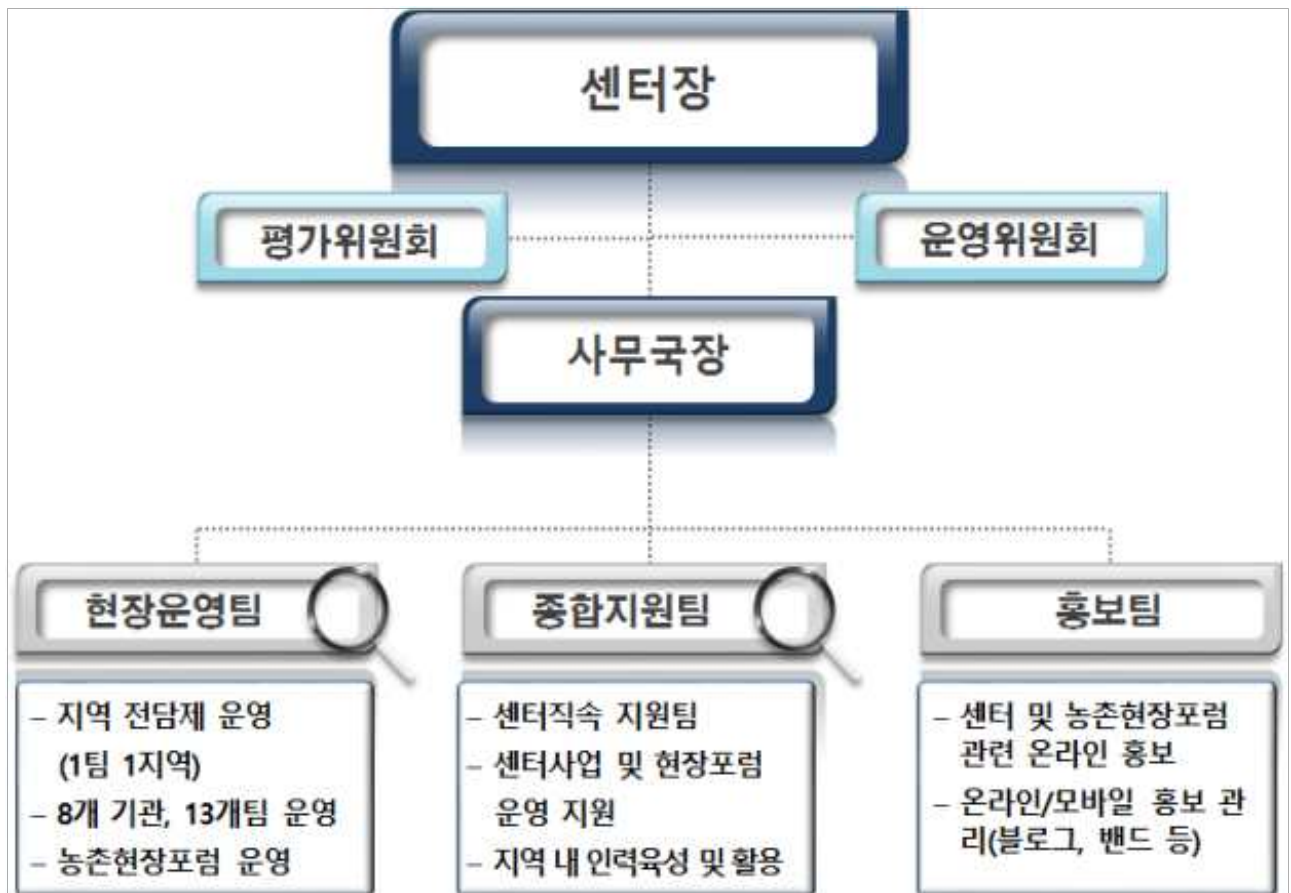 센터장
평가위원회
운영위원회
사무국장
현장운영팀
종합지원팀
홍보팀
– 지역 전담제 운영
(1팀 1지역)
– 8개 기관, 13개팀 운영
– 농촌현장포럼 운영
– 센터직속 지원팀
– 센터사업 및 현장포럼
운영 지원
– 지역 내 인력육성 및 활용
– 센터 및 농촌현장포럼
관련 온라인 홍보
– 온라인/모바일 홍보 관
리(블로그, 밴드 등)